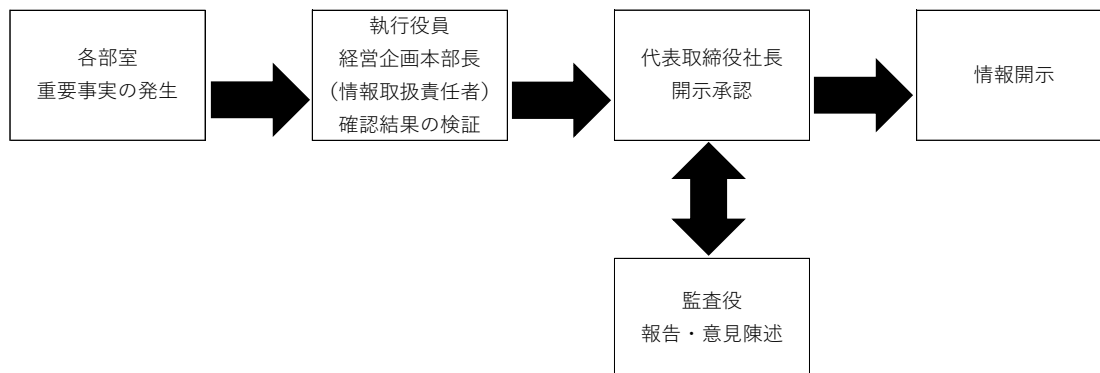 各部室
重要事実の発生
執行役員
経営企画本部長
（情報取扱責任者）
確認結果の検証
代表取締役社長
開示承認
情報開示
監査役
報告・意見陳述